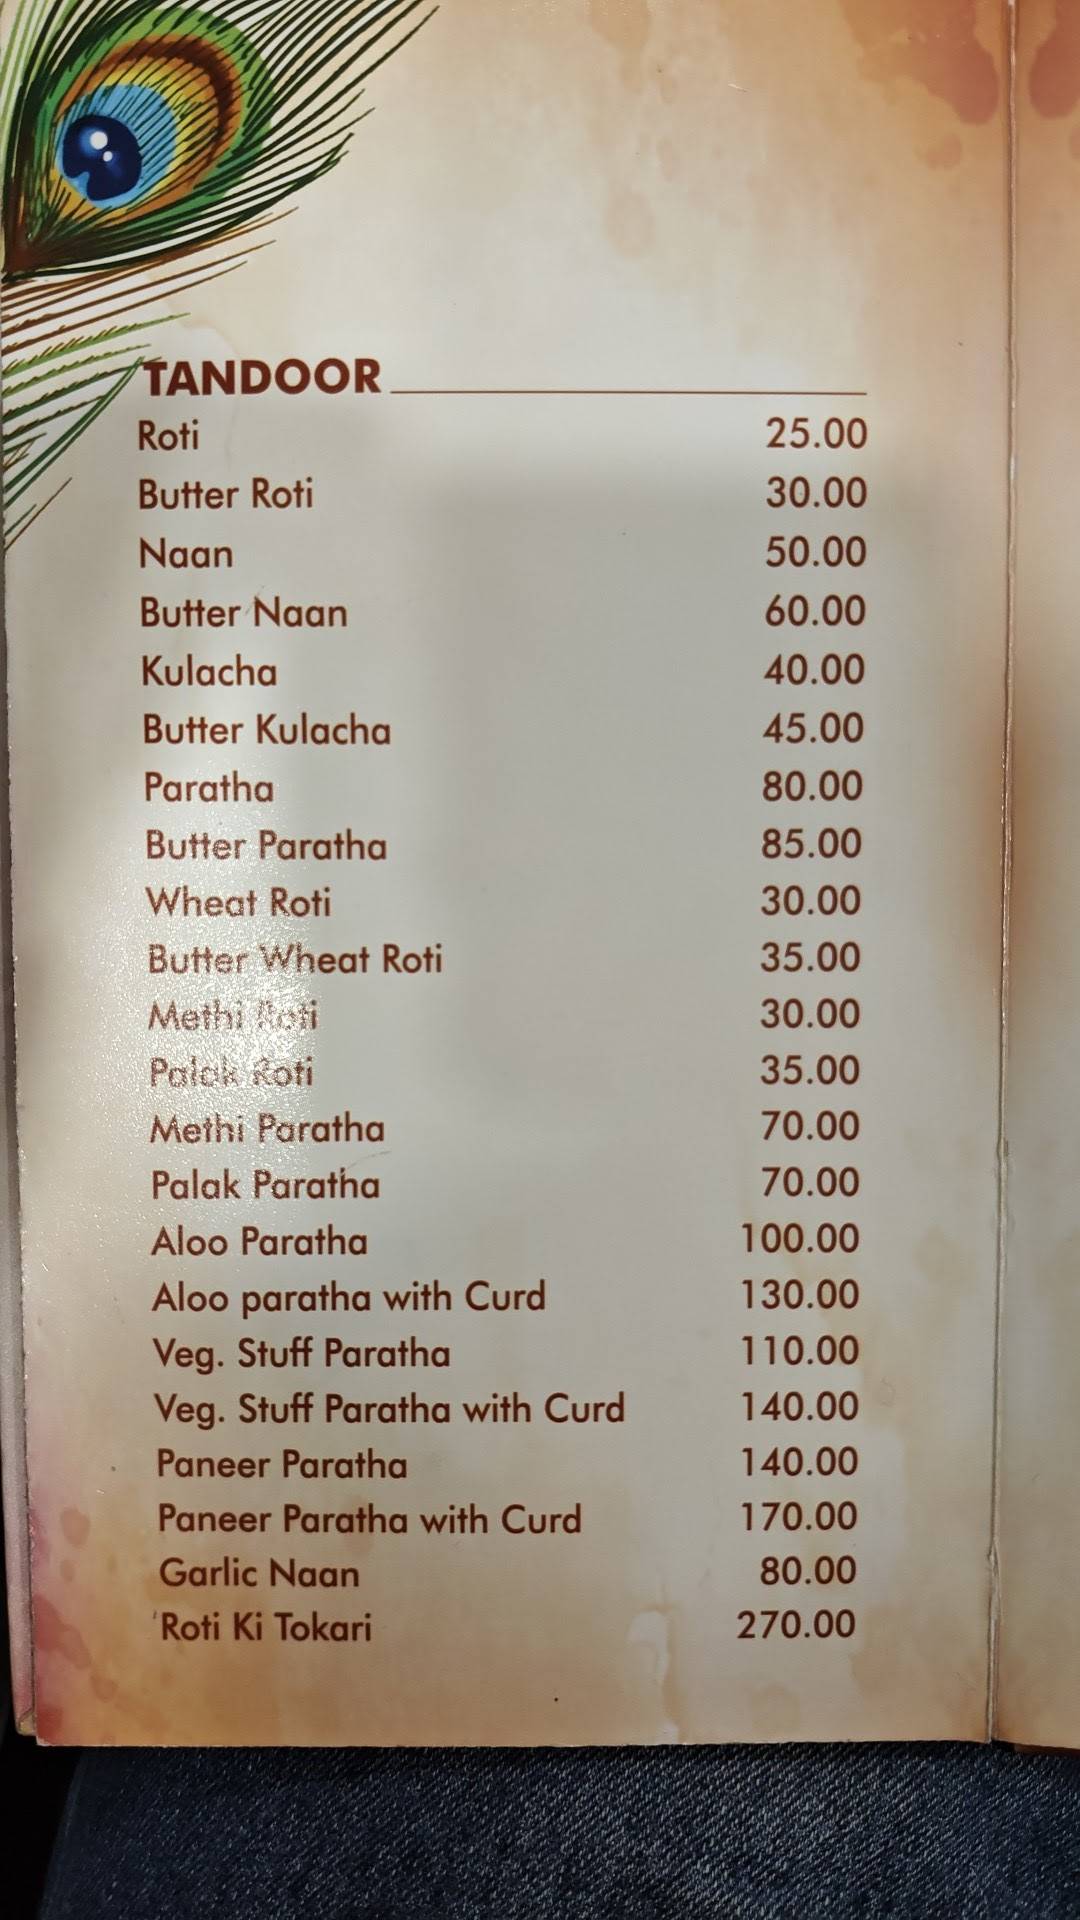 TANDOOR
Roti 25.00
Butter Roti 30.00
Naan 50.00
Butter Naan 60.00
Kulacha 40.00
Butter Kulacha 45.00
Paratha 80.00
Butter Paratha 85.00
Wheat Roti 30.00
Butter Wheat Roti 35.00
Methi Roti 30.00
Palak Roti 35.00
Methi Paratha 70.00
Palak Paratha 70.00
Aloo Paratha 100.00
Aloo paratha with Curd 130.00
Veg. Stuff Paratha 110.00
Veg. Stuff Paratha with Curd 140.00
Paneer Paratha 140.00
Paneer Paratha with Curd 170.00
Garlic Naan 80.00
'Roti Ki Tokari 270.00